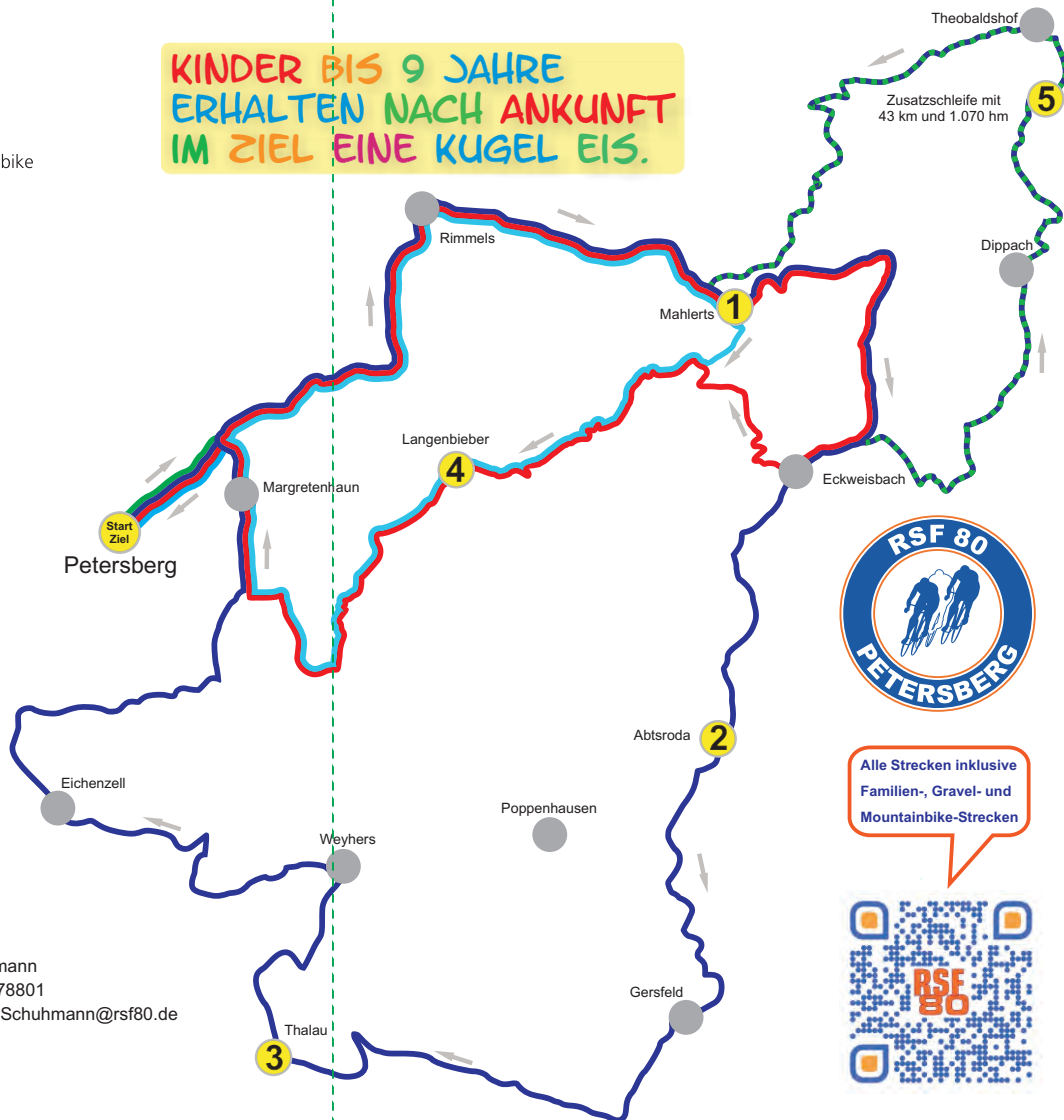 Theobaldshof
KINDER BIS 9 JAHRE
ERHALTEN NACH ANKUNFT
IM ZIEL EINE KUGEL EIS.
Zusatzschleife mit
43 km und 1.070 hm
5
bike
Rimmels
Dippach
Mahlerts
1
Langenbieber
4
Eckweisbach
Margretenhaun
Start
Ziel
Petersberg
RSF 80
PETERSBERG
Abtsroda
2
Alle Strecken inklusive
Familien-, Gravel- und
Mountainbike-Strecken
Eichenzell
Poppenhausen
Weyhers
RSF
80
mann
78801
Schuhmann@rsf80.de
Gersfeld
Thalau
3